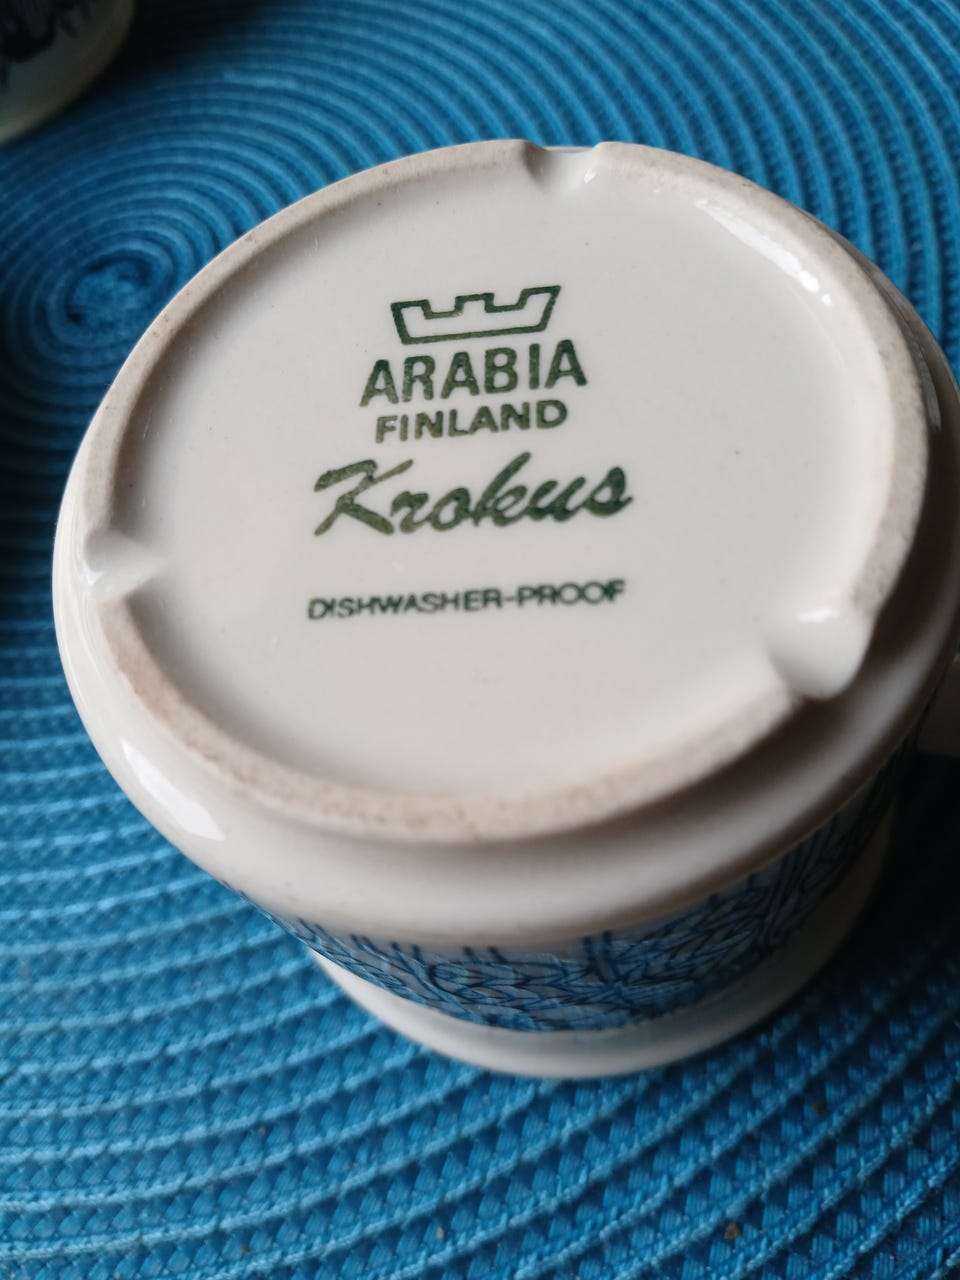 ARABIA
FINLAND
Krokus
DISHWASHER-PROOF